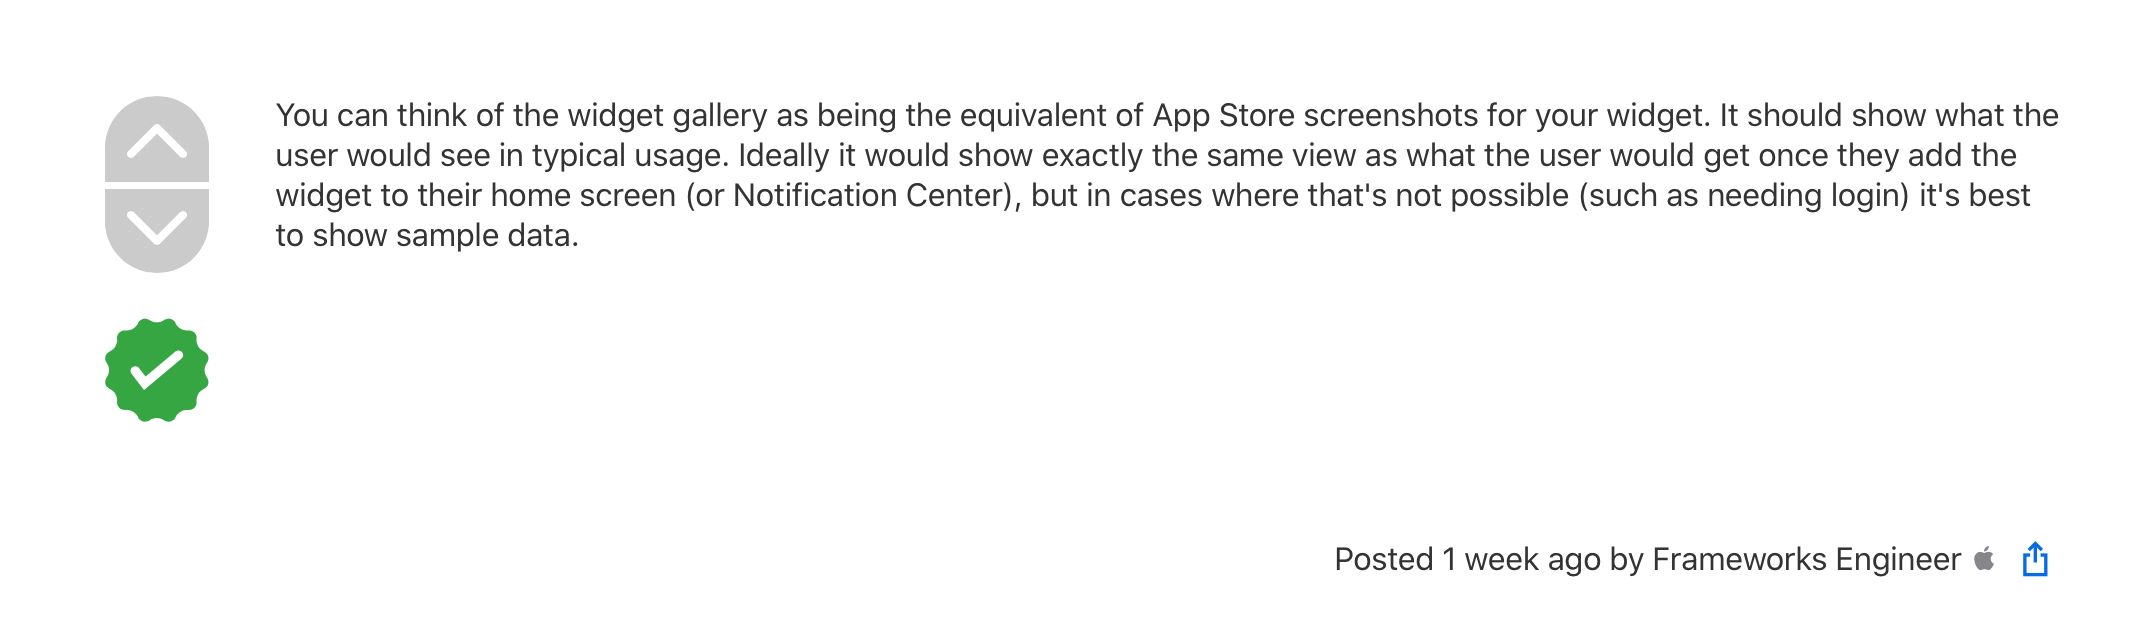 You can think of the widget gallery as being the equivalent of App Store screenshots for your widget. It should show what the
user would see in typical usage. Ideally it would show exactly the same view as what the user would get once they add the
widget to their home screen (or Notification Center), but in cases where that's not possible (such as needing login) it's best
to show sample data.
Posted 1 week ago by Frameworks Engineer